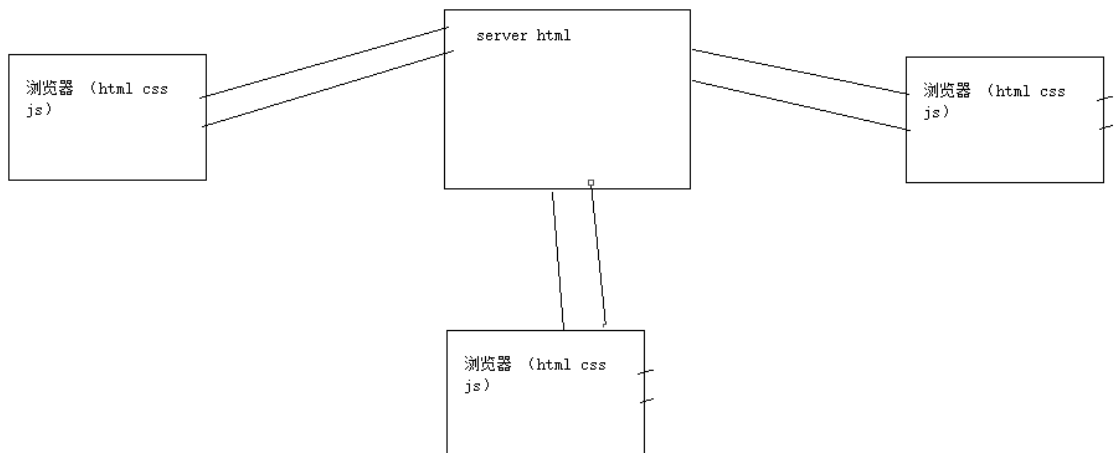 server html
浏览器 （html css
js）
浏览器 （html css
js）
浏览器 （html css
js）